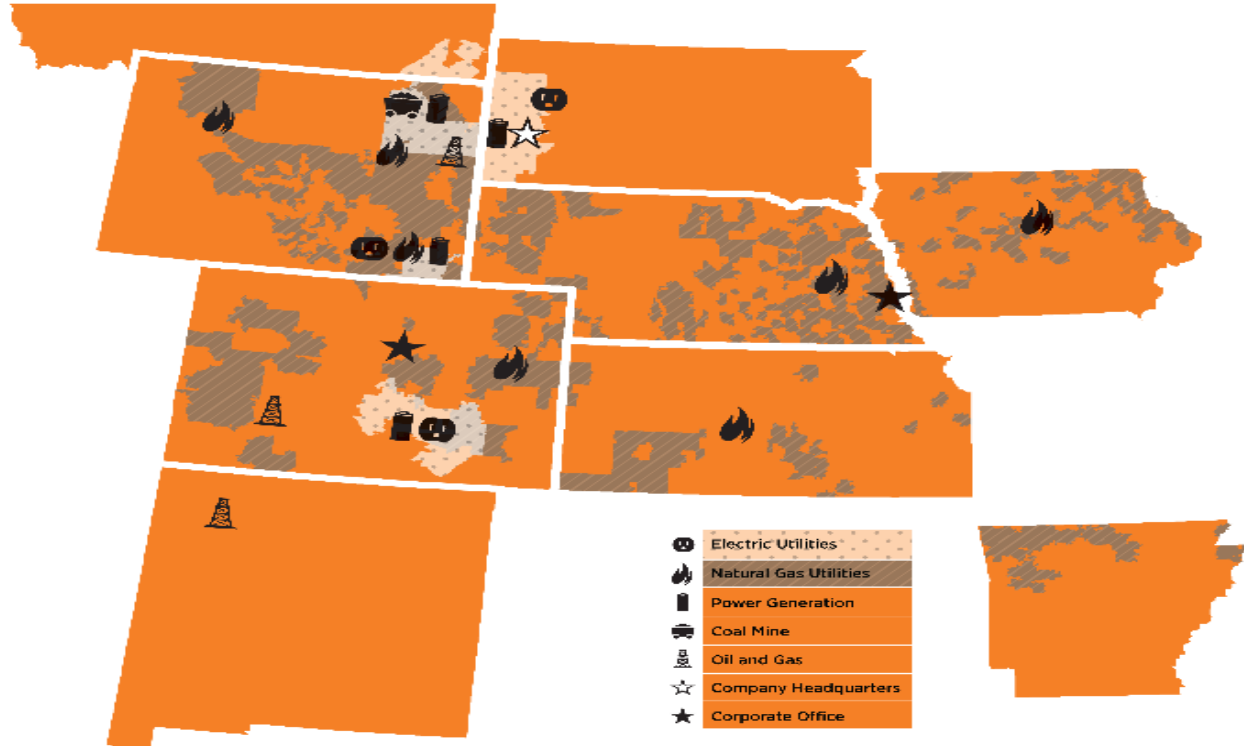 Electric Utilities
Natural Gas Utilities
Power Generation
Coal Mine
Oil and Gas
Company Headquarters
Corporate Office